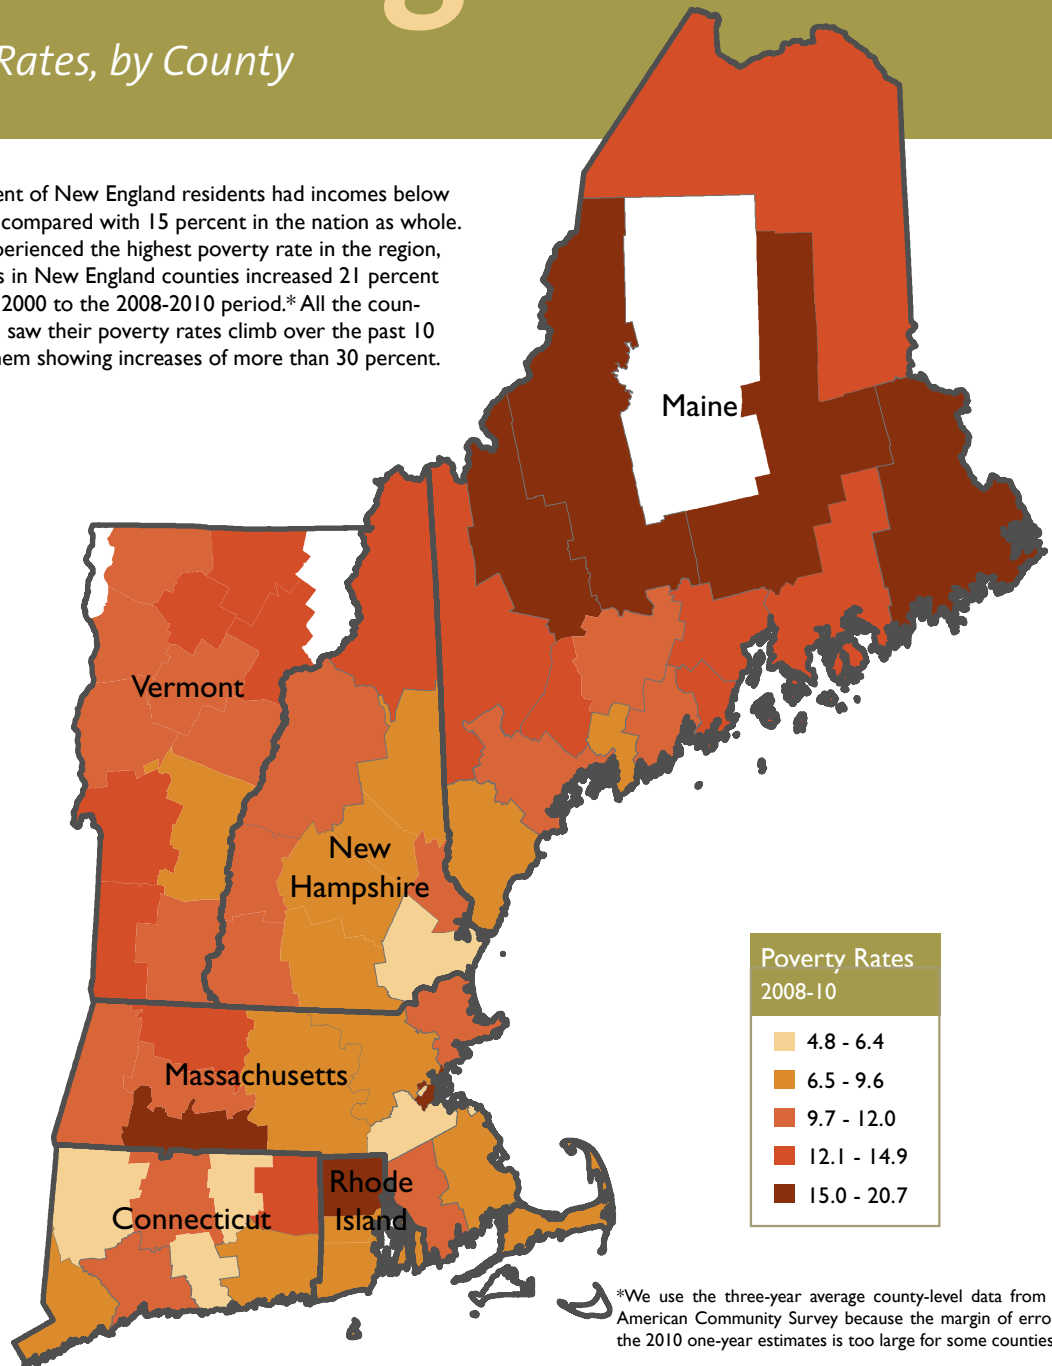 Rates, by County
ent of New England residents had incomes below
compared with 15 percent in the nation as whole.
perienced the highest poverty rate in the region,
s in New England counties increased 21 percent
2000 to the 2008-2010 period.* All the coun-
saw their poverty rates climb over the past 10
hem showing increases of more than 30 percent.
Maine
Vermont
New
Hampshire
Massachusetts
Rhode
Island
Connecticut
Poverty Rates
2008-10
4.8 - 6.4
6.5 - 9.6
9.7 - 12.0
12.1 - 14.9
15.0 - 20.7
*We use the three-year average county-level data from
American Community Survey because the margin of erro
the 2010 one-year estimates is too large for some counties